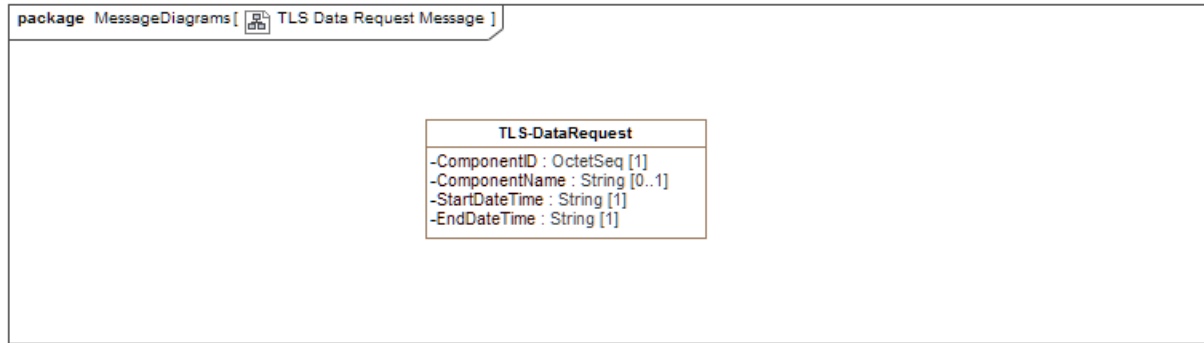 package MessageDiagrams[ TLS Data Request Message ]
TLS-DataRequest
-ComponentID : OctetSeq [1]
-ComponentName : String [0..1]
-StartDateTime : String [1]
-EndDateTime : String [1]